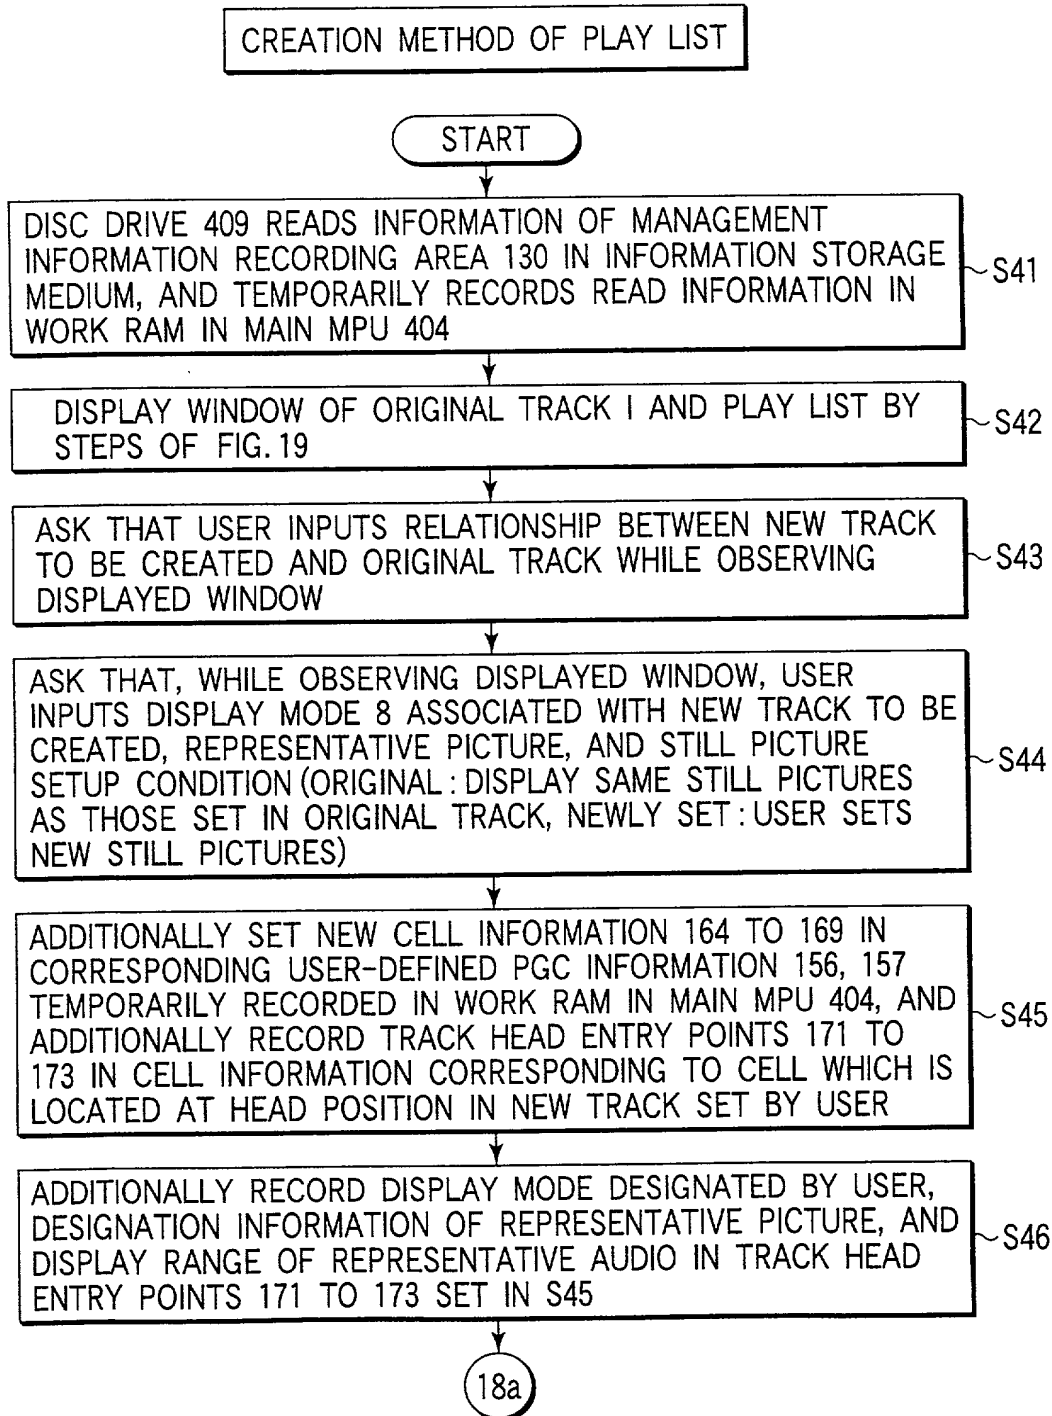 CREATION METHOD OF PLAY LIST
START
DISC DRIVE 409 READS INFORMATION OF MANAGEMENT
INFORMATION RECORDING AREA 130 IN INFORMATION STORAGE
MEDIUM, AND TEMPORARILY RECORDS READ INFORMATION IN
WORK RAM IN MAIN MPU 404
S41
DISPLAY WINDOW OF ORIGINAL TRACK I AND PLAY LIST BY
STEPS OF FIG. 19
S42
ASK THAT USER INPUTS RELATIONSHIP BETWEEN NEW TRACK
TO BE CREATED AND ORIGINAL TRACK WHILE OBSERVING
DISPLAYED WINDOW
S43
ASK THAT, WHILE OBSERVING DISPLAYED WINDOW, USER
INPUTS DISPLAY MODE 8 ASSOCIATED WITH NEW TRACK TO BE
CREATED, REPRESENTATIVE PICTURE, AND STILL PICTURE
SETUP CONDITION (ORIGINAL : DISPLAY SAME STILL PICTURES
AS THOSE SET IN ORIGINAL TRACK, NEWLY SET : USER SETS
NEW STILL PICTURES)
S44
ADDITIONALLY SET NEW CELL INFORMATION 164 TO 169 IN
CORRESPONDING USER-DEFINED PGC INFORMATION 156, 157
TEMPORARILY RECORDED IN WORK RAM IN MAIN MPU 404, AND
ADDITIONALLY RECORD TRACK HEAD ENTRY POINTS 171 TO
173 IN CELL INFORMATION CORRESPONDING TO CELL WHICH IS
LOCATED AT HEAD POSITION IN NEW TRACK SET BY USER
S45
ADDITIONALLY RECORD DISPLAY MODE DESIGNATED BY USER,
DESIGNATION INFORMATION OF REPRESENTATIVE PICTURE, AND
DISPLAY RANGE OF REPRESENTATIVE AUDIO IN TRACK HEAD
ENTRY POINTS 171 TO 173 SET IN S45
S46
18a